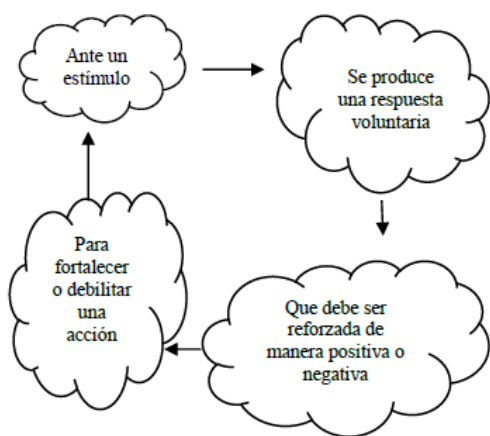 Ante un
estímulo
Se produce
una respuesta
voluntaria
Que debe ser
reforzada de
manera positiva o
negativa
Para
fortalecer
o debilitar
una
acción